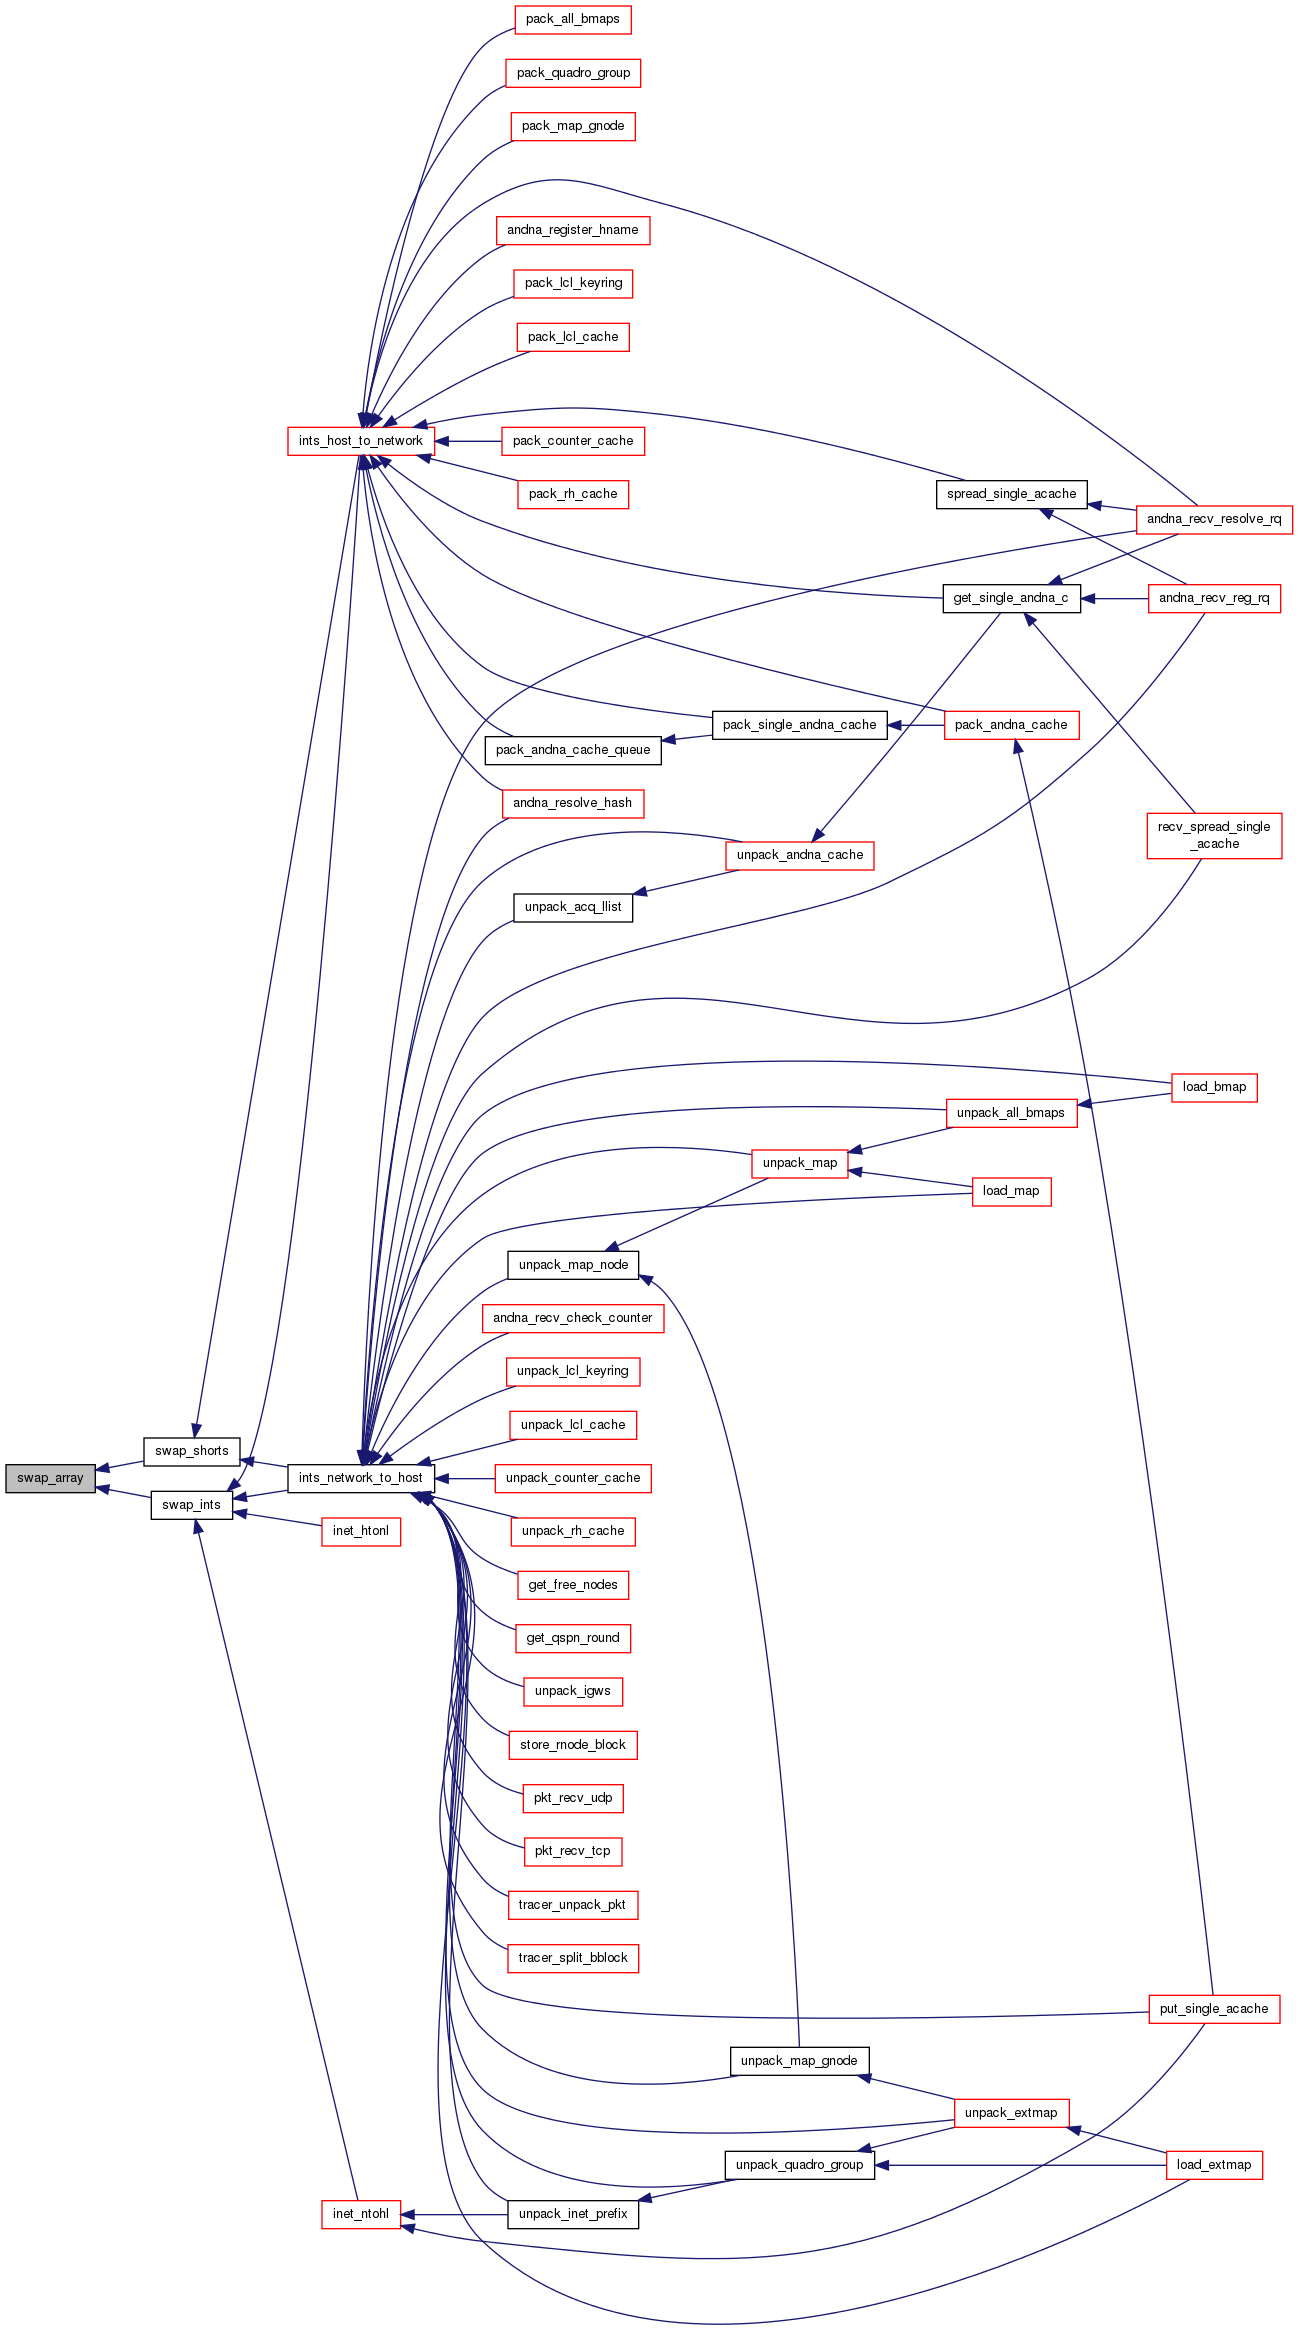 pack_all_bmaps
pack_quadro_group
pack_map_gnode
andna_register_hname
pack_lcl_keyring
pack_lcl_cache
ints_host_to_network
pack_counter_cache
pack_rh_cache
spread_single_acache
andna_recv_resolve_rq
get_single_andna_c
andna_recv_reg_rq
pack_single_andna_cache
pack_andna_cache
pack_andna_cache_queue
andna_resolve_hash
recv_spread_single
_acache
unpack_andna_cache
unpack_acq_llist
load_bmap
unpack_all_bmaps
unpack_map
load_map
unpack_map_node
andna_recv_check_counter
unpack_lcl_keyring
unpack_lcl_cache
swap_shorts
swap_array
ints_network_to_host
unpack_counter_cache
swap_ints
inet_htonl
unpack_rh_cache
get_free_nodes
get_qspn_round
unpack_igws
store_rnode_block
pkt_recv_udp
pkt_recv_tcp
tracer_unpack_pkt
tracer_split_bblock
put_single_acache
unpack_map_gnode
unpack_extmap
unpack_quadro_group
load_extmap
inet_ntohl
unpack_inet_prefix